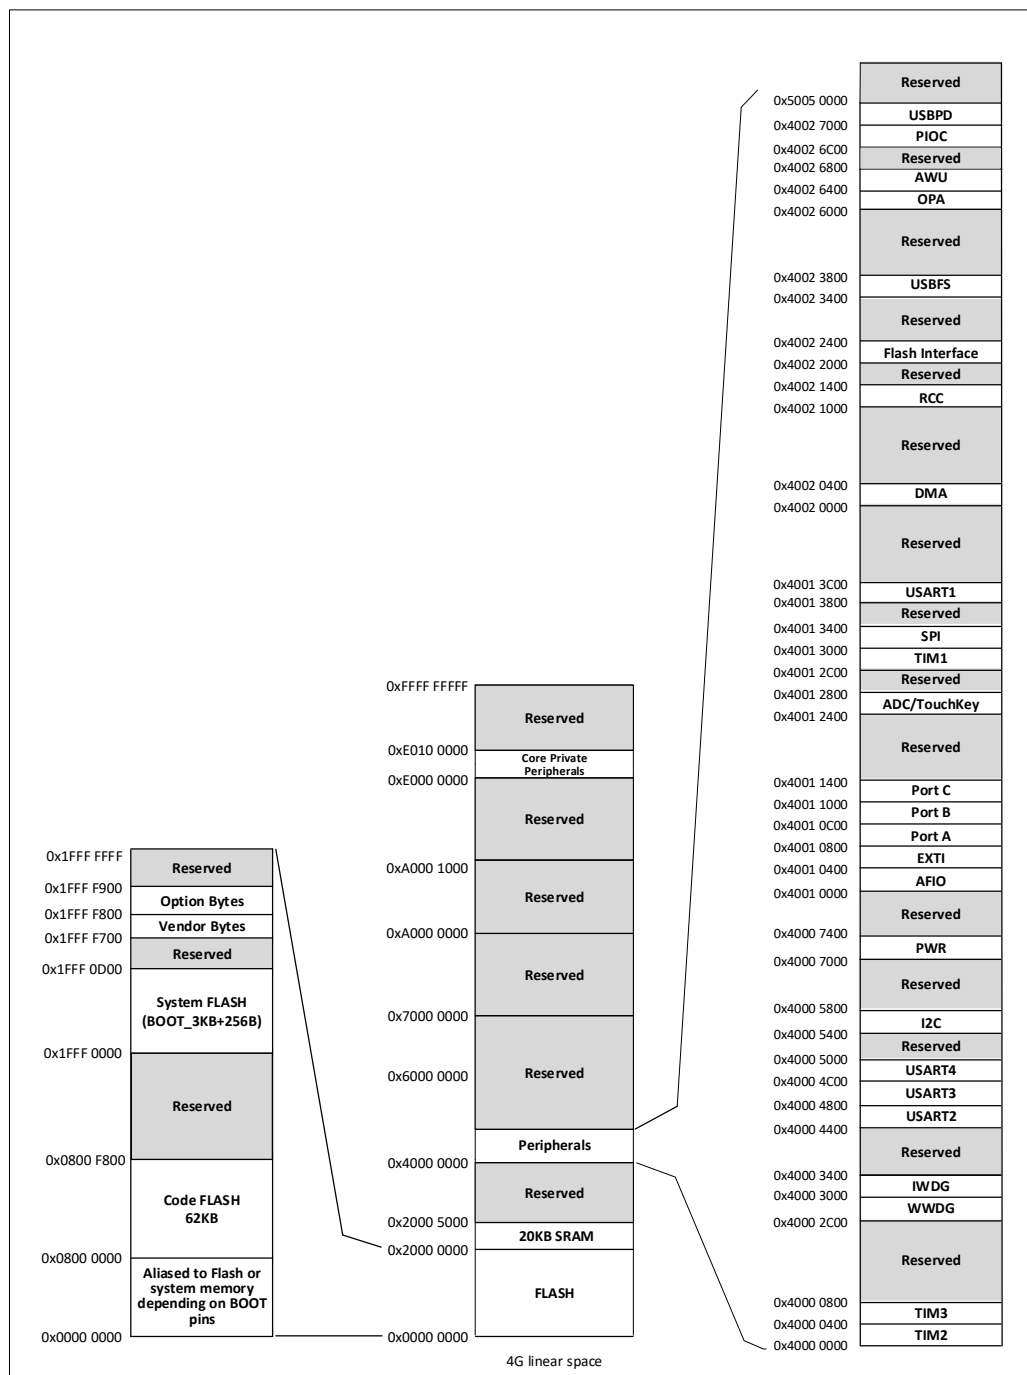 0x1FFF FFFF
Reserved
0x1FFF F900
Option Bytes
0x1FFF F800
Vendor Bytes
0x1FFF F700
Reserved
0x1FFF 0D00
System FLASH
(BOOT_3KB+256B)
0x1FFF 0000
Reserved
0x0800 F800
Code FLASH
62KB
0x0800 0000
Aliased to Flash or
system memory
depending on BOOT
pins
0x0000 0000
0xFFFF FFFFF
Reserved
0xE010 0000
Core Private
Peripherals
0xE000 0000
Reserved
0xA000 1000
Reserved
0xA000 0000
Reserved
0x7000 0000
Reserved
0x6000 0000
Peripherals
0x4000 0000
Reserved
0x2000 5000
20KB SRAM
0x2000 0000
FLASH
0x0000 0000
4G linear space
Reserved
0x5005 0000
USBPD
0x4002 7000
PIOC
0x4002 6C00
Reserved
0x4002 6800
AWU
0x4002 6400
OPA
0x4002 6000
Reserved
0x4002 3800
USBFS
0x4002 3400
Reserved
0x4002 2400
Flash Interface
0x4002 2000
Reserved
0x4002 1400
RCC
0x4002 1000
Reserved
0x4002 0400
DMA
0x4002 0000
Reserved
0x4001 3C00
USART1
0x4001 3800
Reserved
0x4001 3400
SPI
0x4001 3000
TIM1
0x4001 2C00
Reserved
0x4001 2800
ADC/TouchKey
0x4001 2400
Reserved
0x4001 1400
Port C
0x4001 1000
Port B
0x4001 0C00
Port A
0x4001 0800
EXTI
0x4001 0400
AFIO
0x4001 0000
Reserved
0x4000 7400
PWR
0x4000 7000
Reserved
0x4000 5800
I2C
0x4000 5400
Reserved
0x4000 5000
USART4
0x4000 4C00
USART3
0x4000 4800
USART2
0x4000 4400
Reserved
0x4000 3400
IWDG
0x4000 3000
WWDG
0x4000 2C00
Reserved
0x4000 0800
TIM3
0x4000 0400
TIM2
0x4000 0000